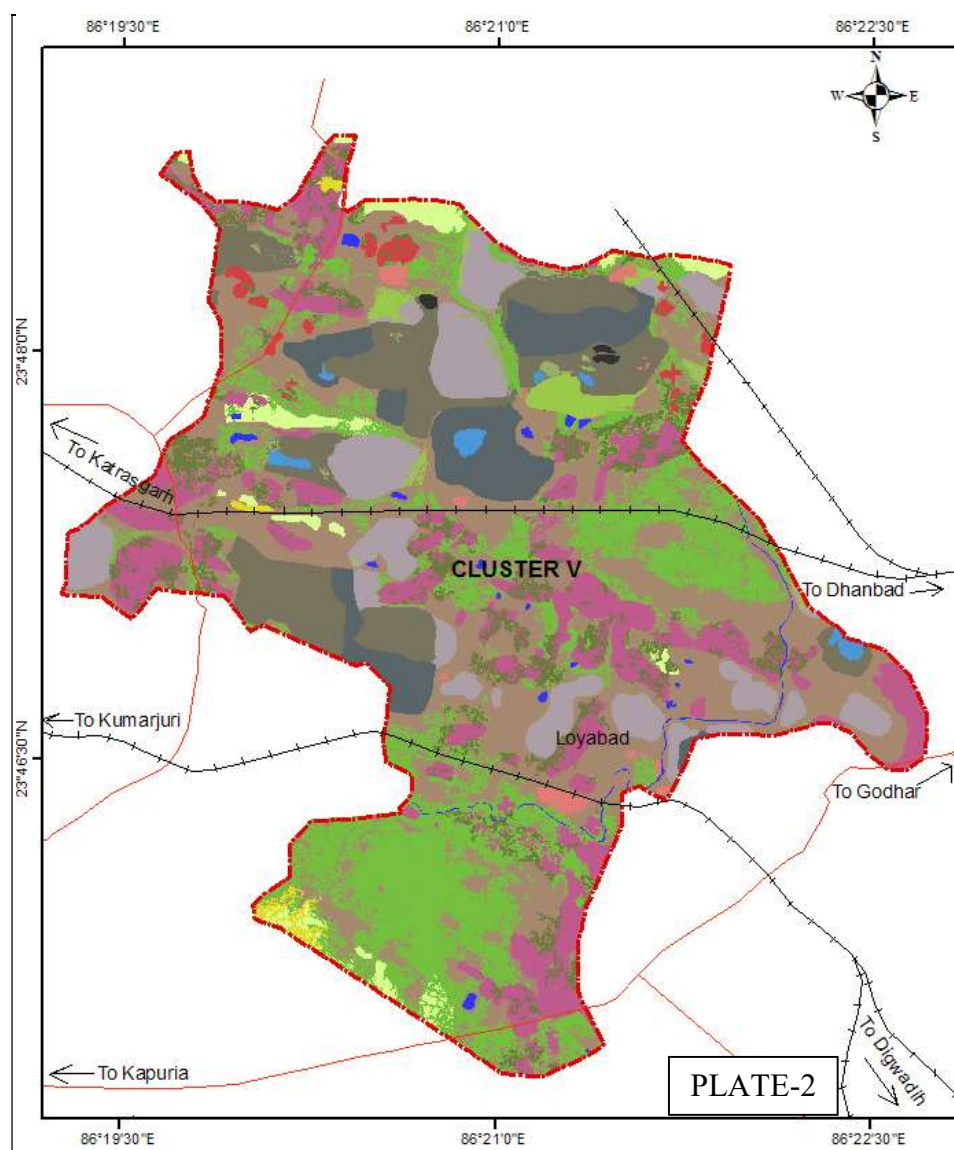 86°19'30"E
86°21'0"E
86°22'30"E
N
W
E
S
23°48'0"N
To Katrasgarh
CLUSTER V
To Dhanbad
To Kumarjuri
Loyabad
23°46'30"N
To Godhar
To Kapuria
PLATE-2
To Digwadih
86°19'30"E
86°21'0"E
86°22'30"E